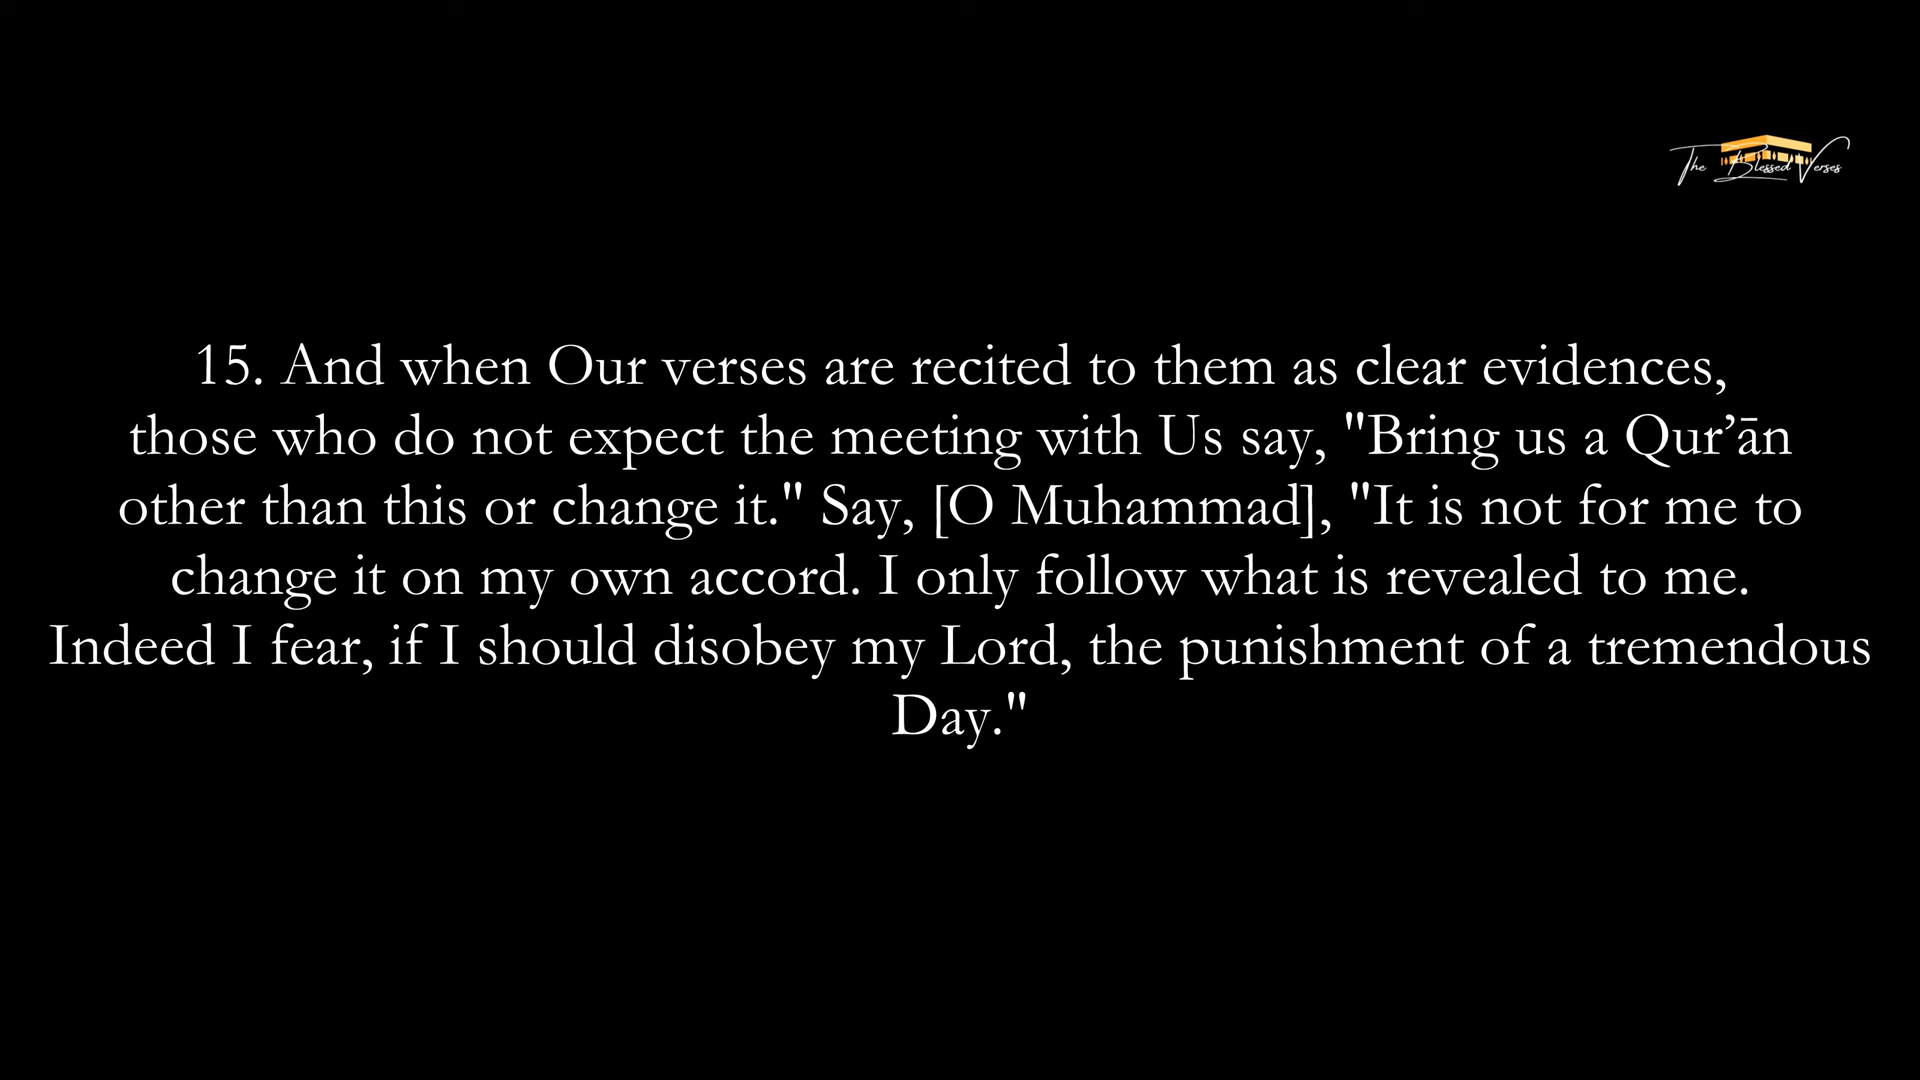 The Blessed Verses
15. And when Our verses are recited to them as clear evidences,
those who do not expect the meeting with Us say, "Bring us a Qur’ān
other than this or change it." Say, [O Muhammad], "It is not for me to
change it on my own accord. I only follow what is revealed to me.
Indeed I fear, if I should disobey my Lord, the punishment of a tremendous
Day."